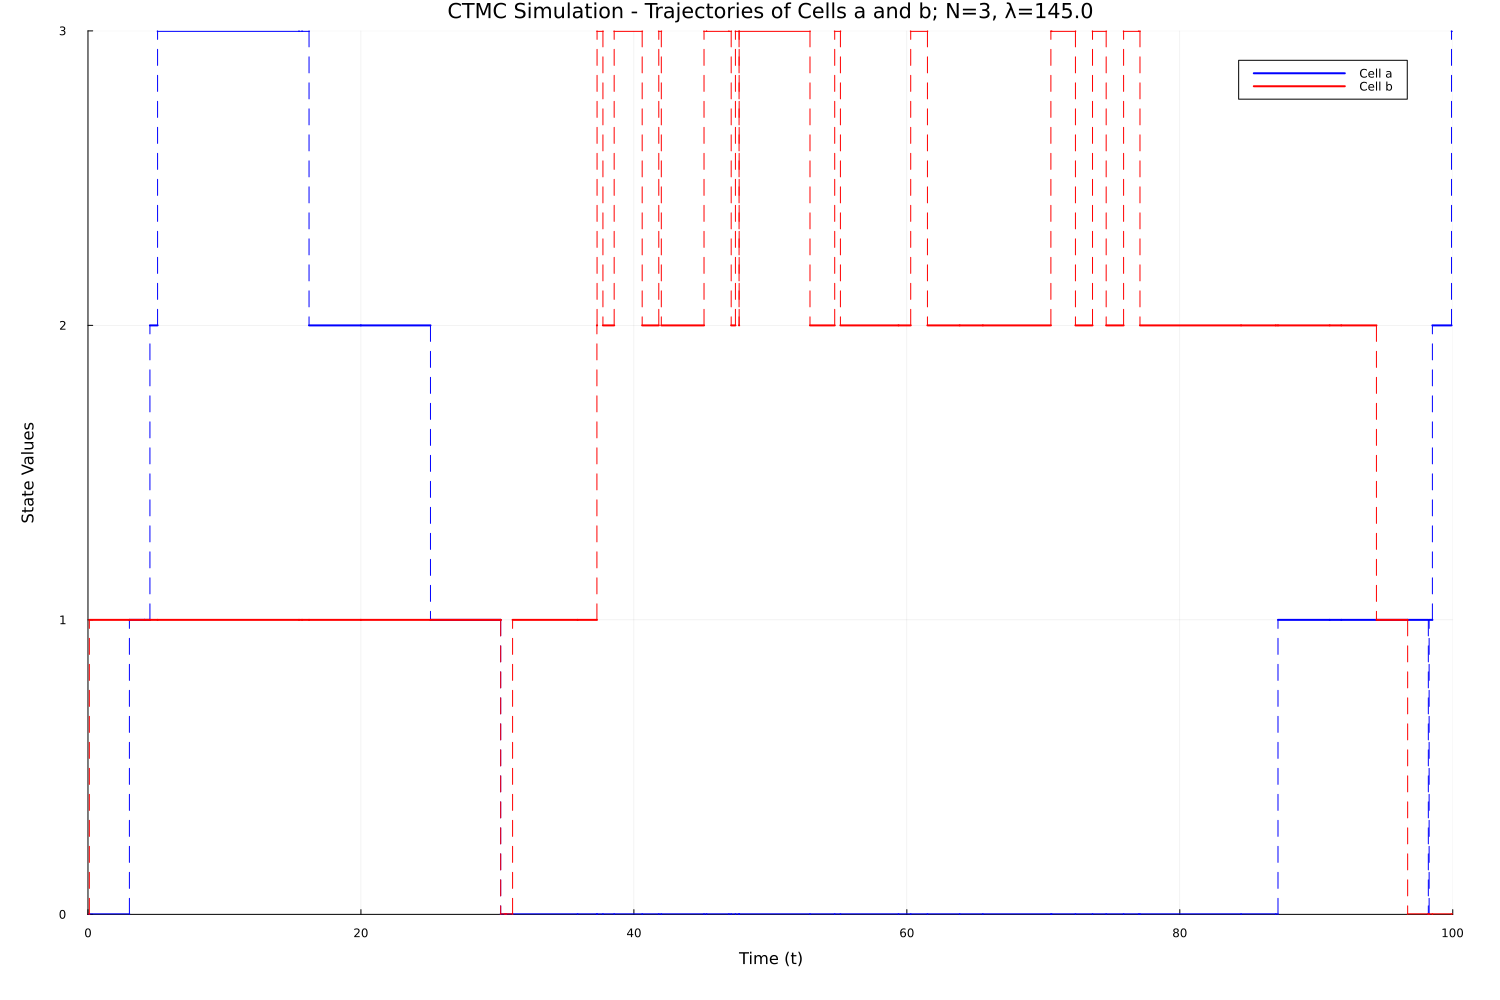 CTMC Simulation - Trajectories of Cells a and b; N=3, λ=145.0
3
Cell a
Cell b
2
State Values
1
0
0 20 40 60 80 100
Time (t)